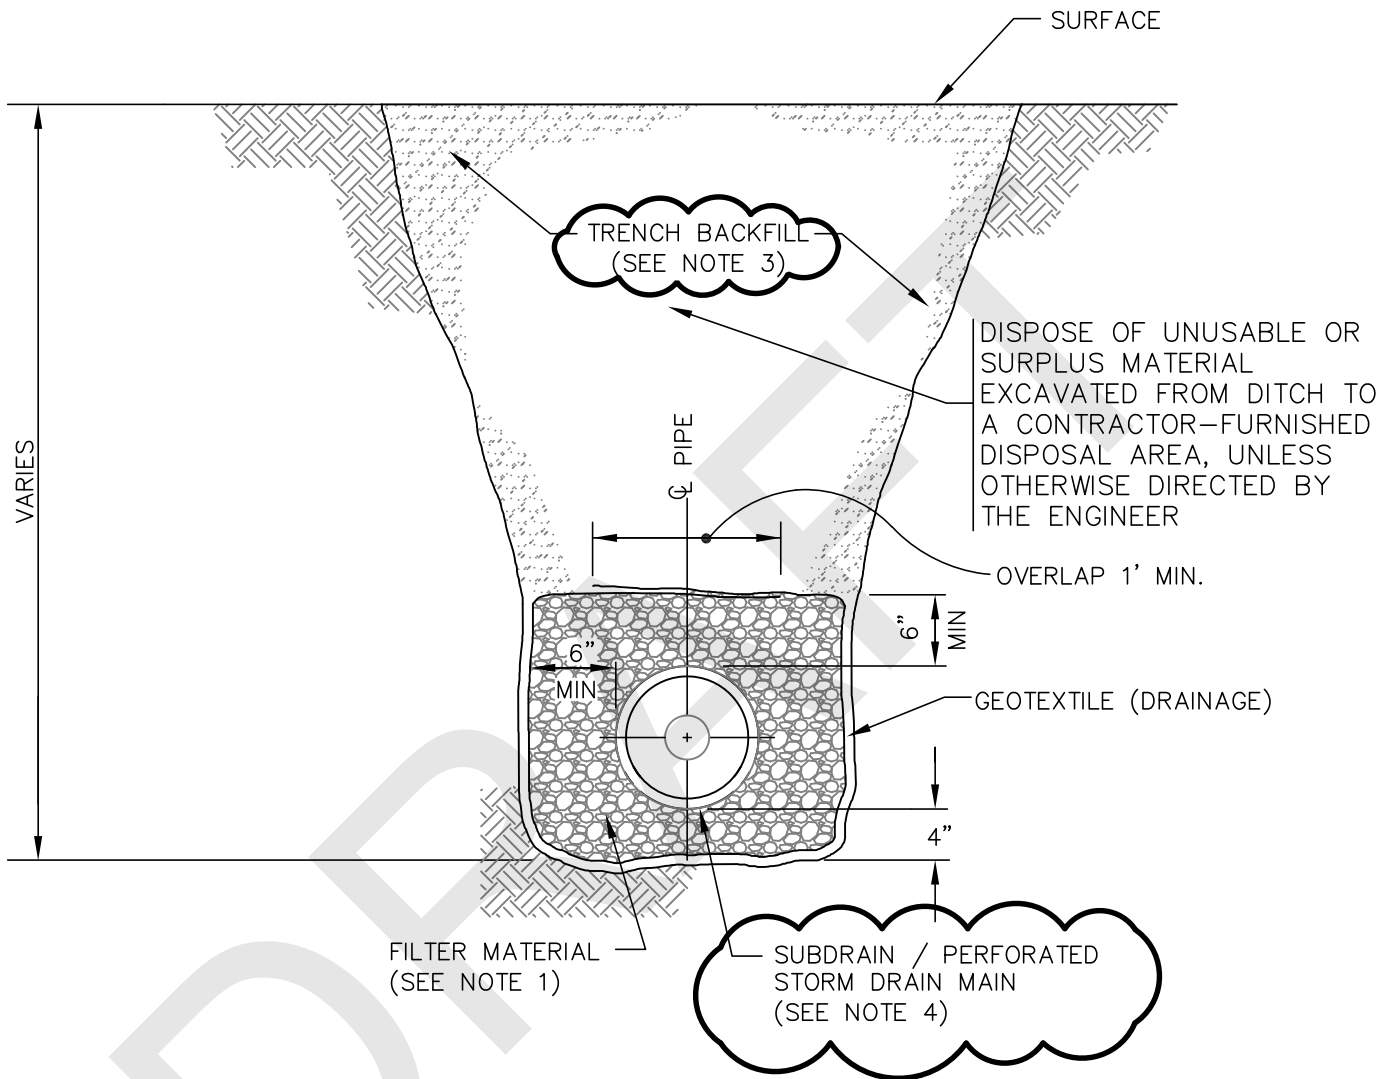 SURFACE
TRENCH BACKFILL
(SEE NOTE 3)
DISPOSE OF UNUSABLE OR
SURPLUS MATERIAL
EXCAVATED FROM DITCH TO
A CONTRACTOR-FURNISHED
DISPOSAL AREA, UNLESS
OTHERWISE DIRECTED BY
THE ENGINEER
VARIES
℄ PIPE
OVERLAP 1' MIN.
6"
MIN
6"
MIN
GEOTEXTILE (DRAINAGE)
4"
FILTER MATERIAL
(SEE NOTE 1)
SUBDRAIN / PERFORATED
STORM DRAIN MAIN
(SEE NOTE 4)
DRAFT